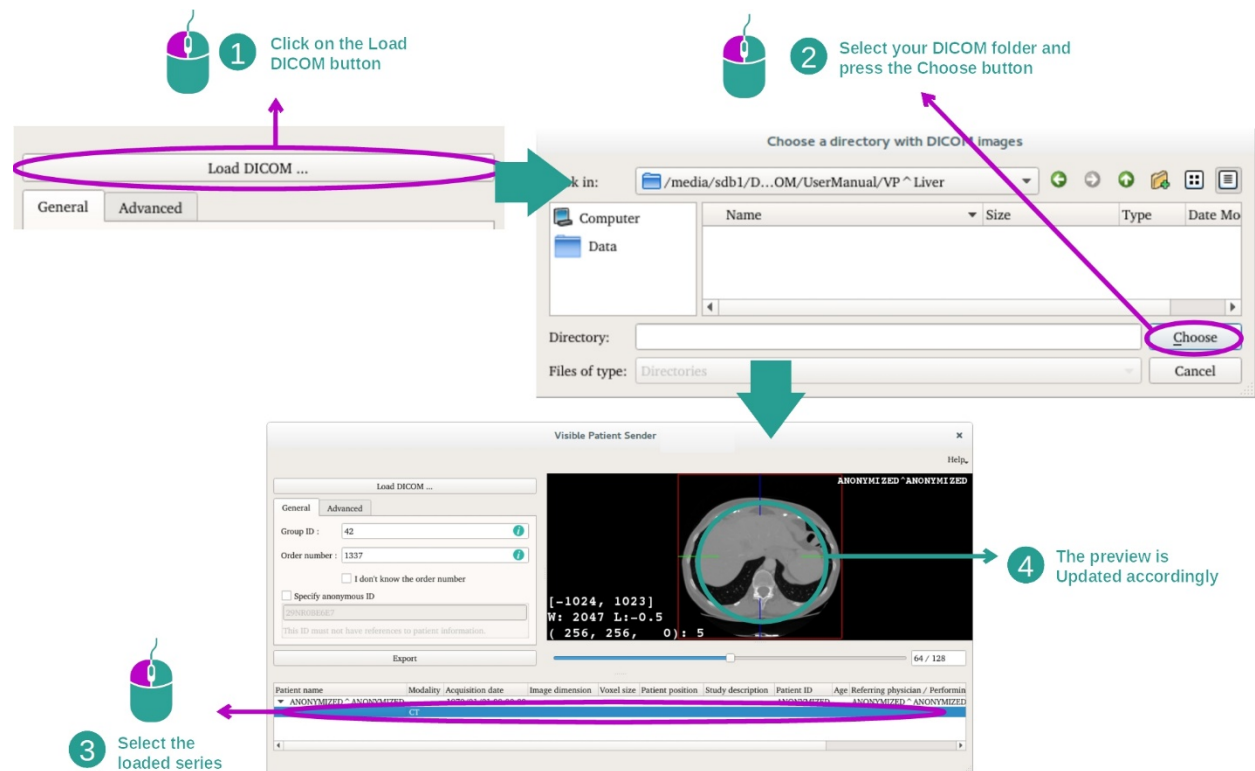 1
Click on the Load
DICOM button
2
Select your DICOM folder and
press the Choose button
Load DICOM ...
General Advanced
Choose a directory with DICOM images
k in: /media/sdb1/D...OM/UserManual/VP^Liver
Computer
Data
Name Size Type Date Mo
Directory: Choose
Files of type: Directories Cancel
Visible Patient Sender x
Help
Load DICOM ...
General Advanced
Group ID : 42
Order number : 1337
I don't know the order number
Specify anonymous ID
This ID must not have references to patient information.
Export
ANONYMIZED^ANONYMIZED
[-1024, 1023]
W: 2047 L:-0.5
( 256, 256, 0): 5
64 / 128
4
The preview is
Updated accordingly
Patient name Modality Acquisition date Image dimension Voxel size Patient position Study description Patient ID Age Referring physician / Performin
ANONYMIZED^ANONYMIZED ANONYMIZED ANONYMIZED^ANONYMIZED
CT
3
Select the
loaded series